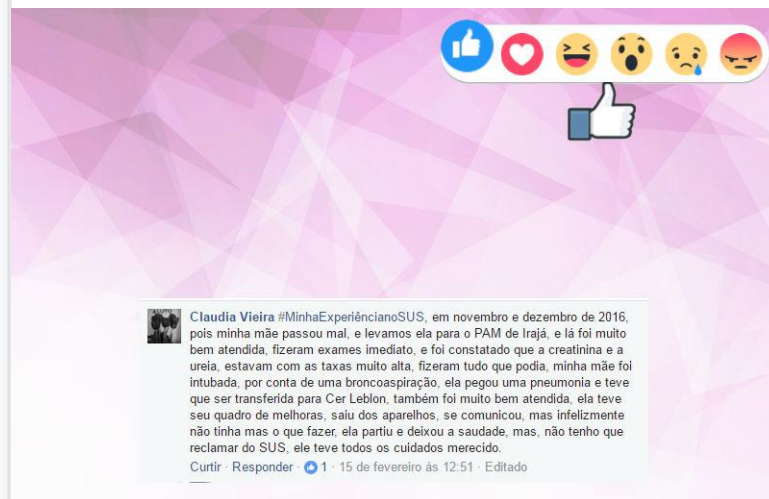 Claudia Vieira #MinhaExperiêncianoSUS, em novembro e dezembro de 2016,
pois minha mãe passou mal, e levamos ela para o PAM de Irajá, e lá foi muito
bem atendida, fizeram exames imediato, e foi constatado que a creatinina e a
ureia, estavam com as taxas muito alta, fizeram tudo que podia, minha mãe foi
intubada, por conta de uma broncoaspiração, ela pegou uma pneumonia e teve
que ser transferida para Cer Leblon, também foi muito bem atendida, ela teve
seu quadro de melhoras, saiu dos aparelhos, se comunicou, mas infelizmente
não tinha mas o que fazer, ela partiu e deixou a saudade, mas, não tenho que
reclamar do SUS, ele teve todos os cuidados merecido.
Curtir · Responder · 1 · 15 de fevereiro às 12:51 · Editado